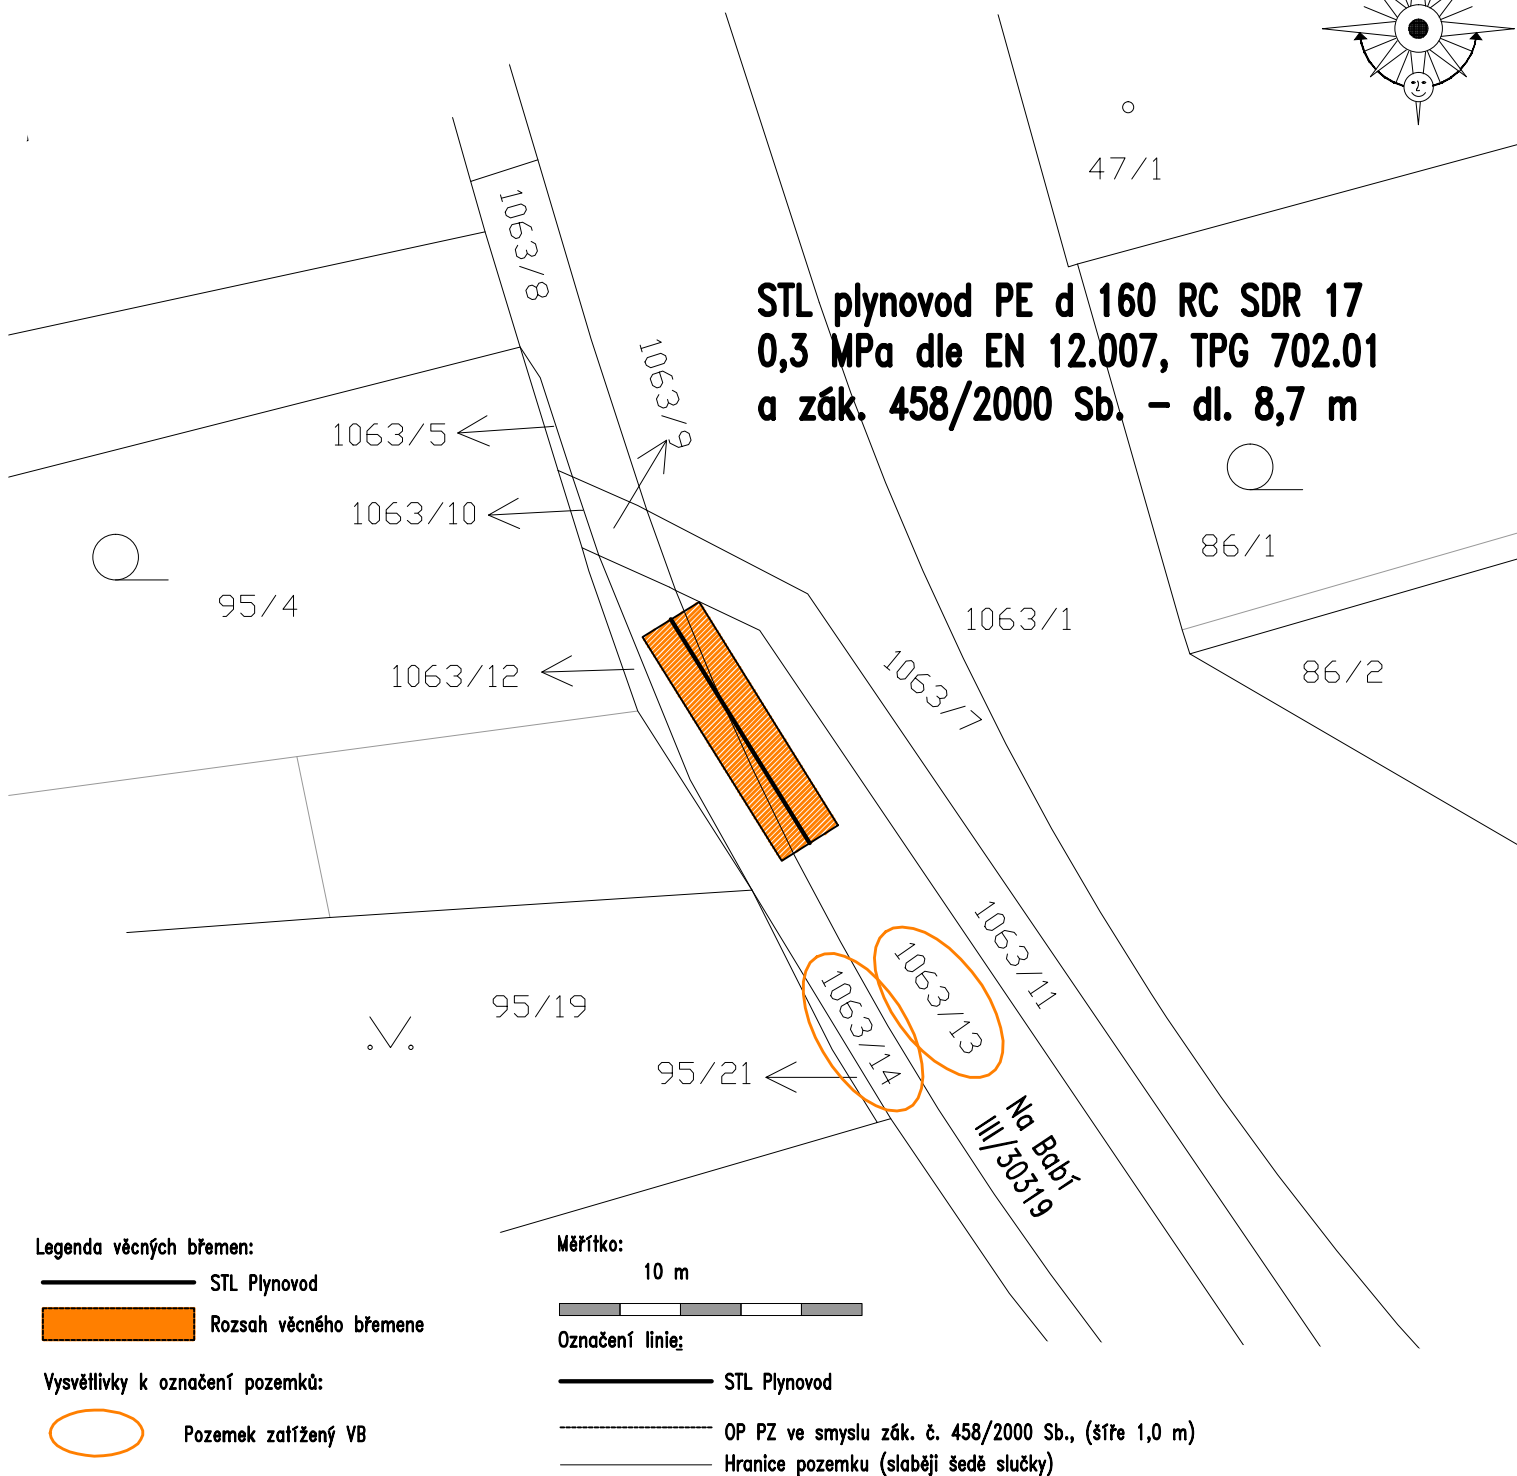 47/1
1063/8
STL plynovod PE d 160 RC SDR 17
0,3 MPa dle EN 12.007, TPG 702.01
a zák. 458/2000 Sb. – dl. 8,7 m
1063/9
1063/5
1063/10
86/1
95/4
1063/1
1063/12
86/2
1063/7
1063/11
1063/13
1063/14
95/19
95/21
Na Babí
III/30319
Legenda věcných břemen:
STL Plynovod
Rozsah věcného břemene
Vysvětlivky k označení pozemků:
Pozemek zatížený VB
Měřítko:
10 m
Označení linie:
STL Plynovod
OP PZ ve smyslu zák. č. 458/2000 Sb., (šíře 1,0 m)
Hranice pozemku (slaběji šedě slučky)